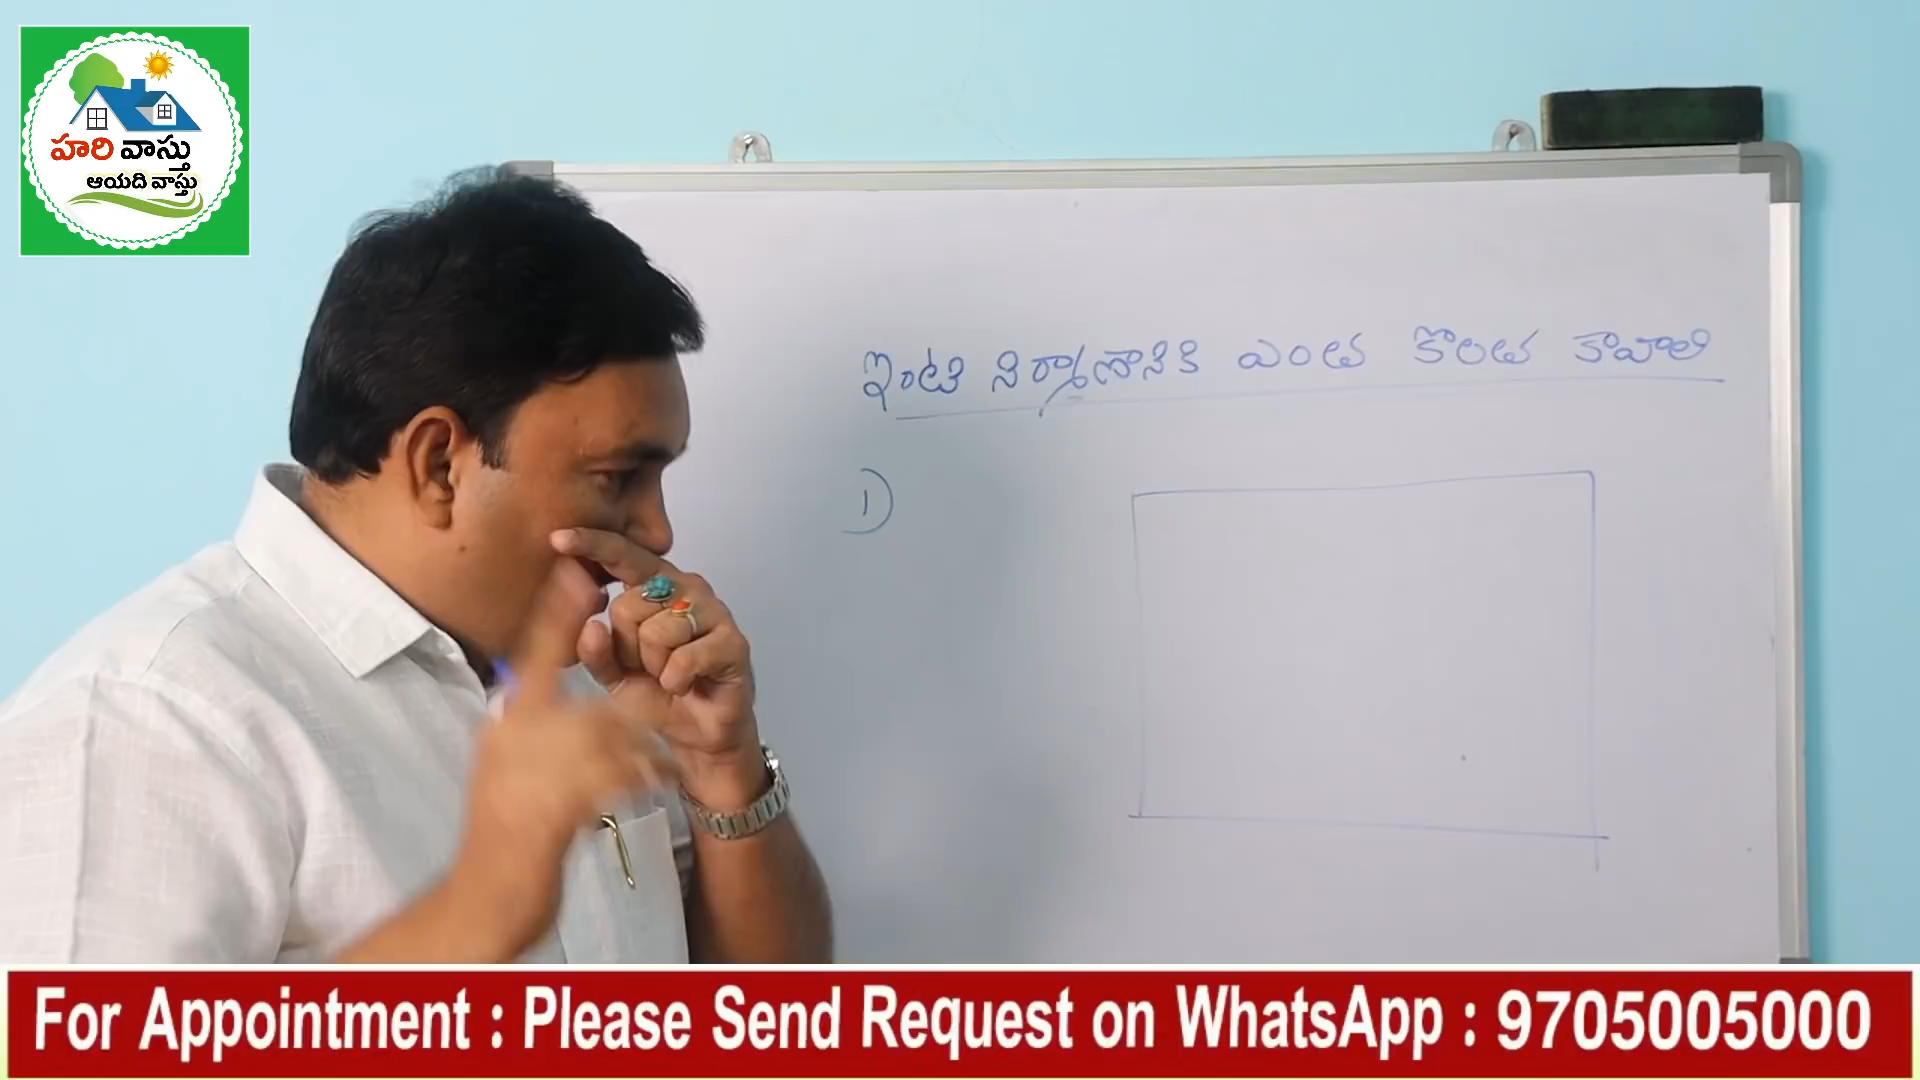 హరి వాస్తు
ఆయది వాస్తు
ఇంటి నిర్మాణానికి ఎంత కొలత కావాలి
1)
For Appointment : Please Send Request on WhatsApp : 9705005000